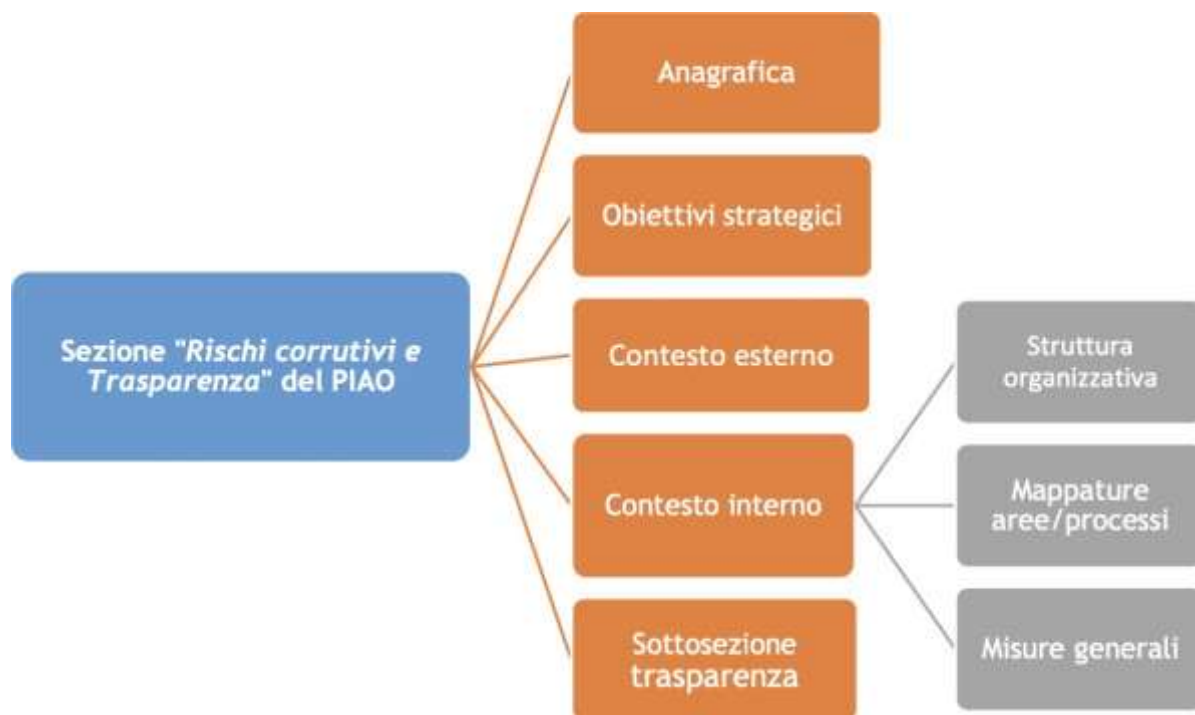 Anagrafica
Obiettivi strategici
Sezione "Rischi corrutivi e
Trasparenza" del PIAO
Contesto esterno
Contesto interno
Sottosezione
trasparenza
Struttura
organizzativa
Mappature
aree/processi
Misure generali